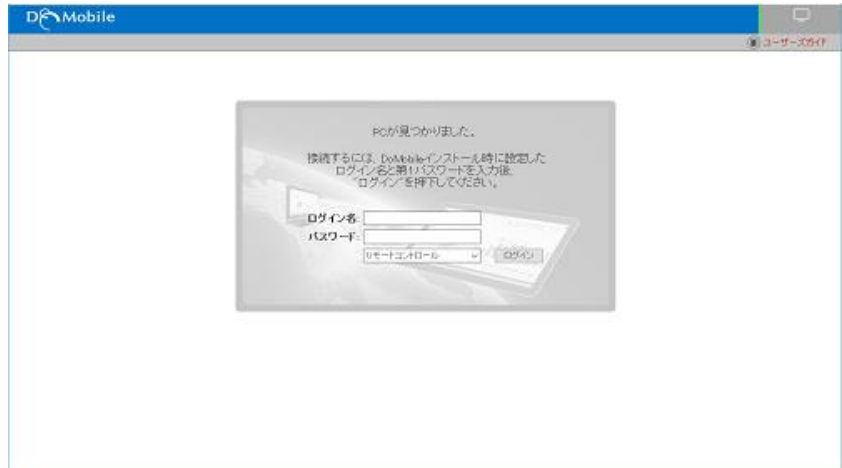 DoMobile
ユーザーズガイド
PCが見つかりました。
接続するには、DoMobileインストール時に設定した
ログイン名と第1パスワードを入力後、
"ログイン"を押下してください。
ログイン名:
パスワード:
リモートコントロール
ログイン